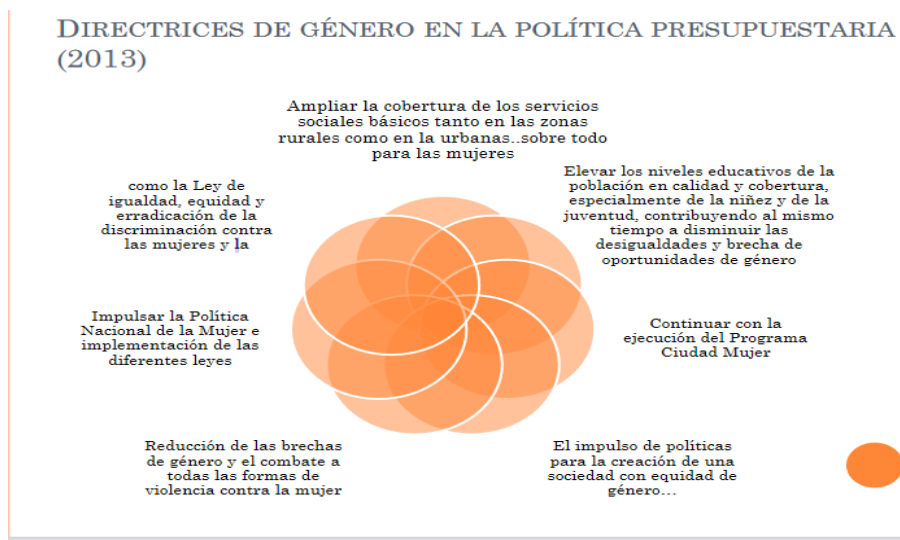 DIRECTRICES DE GÉNERO EN LA POLÍTICA PRESUPUESTARIA
(2013)
Ampliar la cobertura de los servicios
sociales básicos tanto en las zonas
rurales como en la urbanas..sobre todo
para las mujeres
Elevar los niveles educativos de la
población en calidad y cobertura,
especialmente de la niñez y de la
juventud, contribuyendo al mismo
tiempo a disminuir las
desigualdades y brecha de
oportunidades de género
Continuar con la
ejecución del Programa
Ciudad Mujer
El impulso de políticas
para la creación de una
sociedad con equidad de
género...
Reducción de las brechas
de género y el combate a
todas las formas de
violencia contra la mujer
Impulsar la Política
Nacional de la Mujer e
implementación de las
diferentes leyes
como la Ley de
igualdad, equidad y
erradicación de la
discriminación contra
las mujeres y la